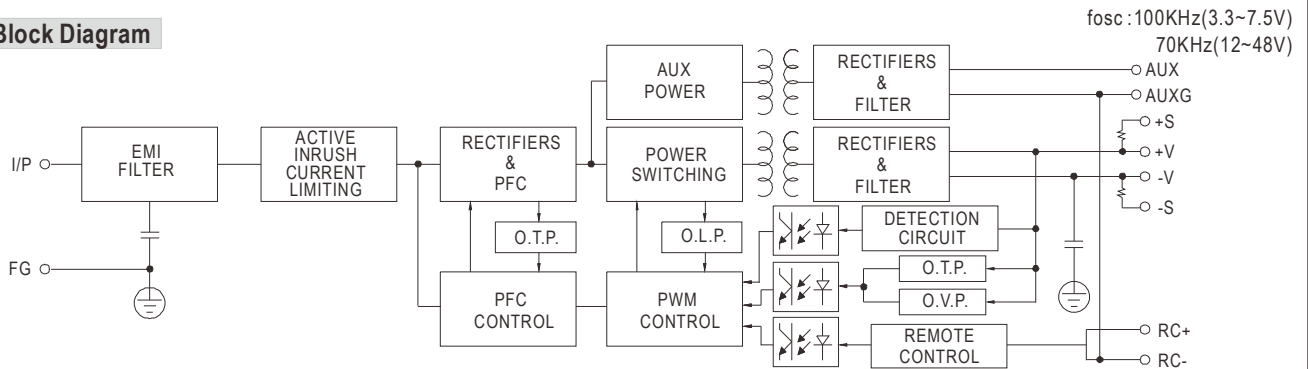 Block Diagram
fosc :100KHz(3.3~7.5V)
70KHz(12~48V)
I/P
EMI
FILTER
FG
ACTIVE
INRUSH
CURRENT
LIMITING
RECTIFIERS
&
PFC
O.T.P.
PFC
CONTROL
AUX
POWER
POWER
SWITCHING
O.L.P.
PWM
CONTROL
RECTIFIERS
&
FILTER
RECTIFIERS
&
FILTER
DETECTION
CIRCUIT
O.T.P.
O.V.P.
REMOTE
CONTROL
AUX
AUXG
+S
+V
-V
-S
RC+
RC-